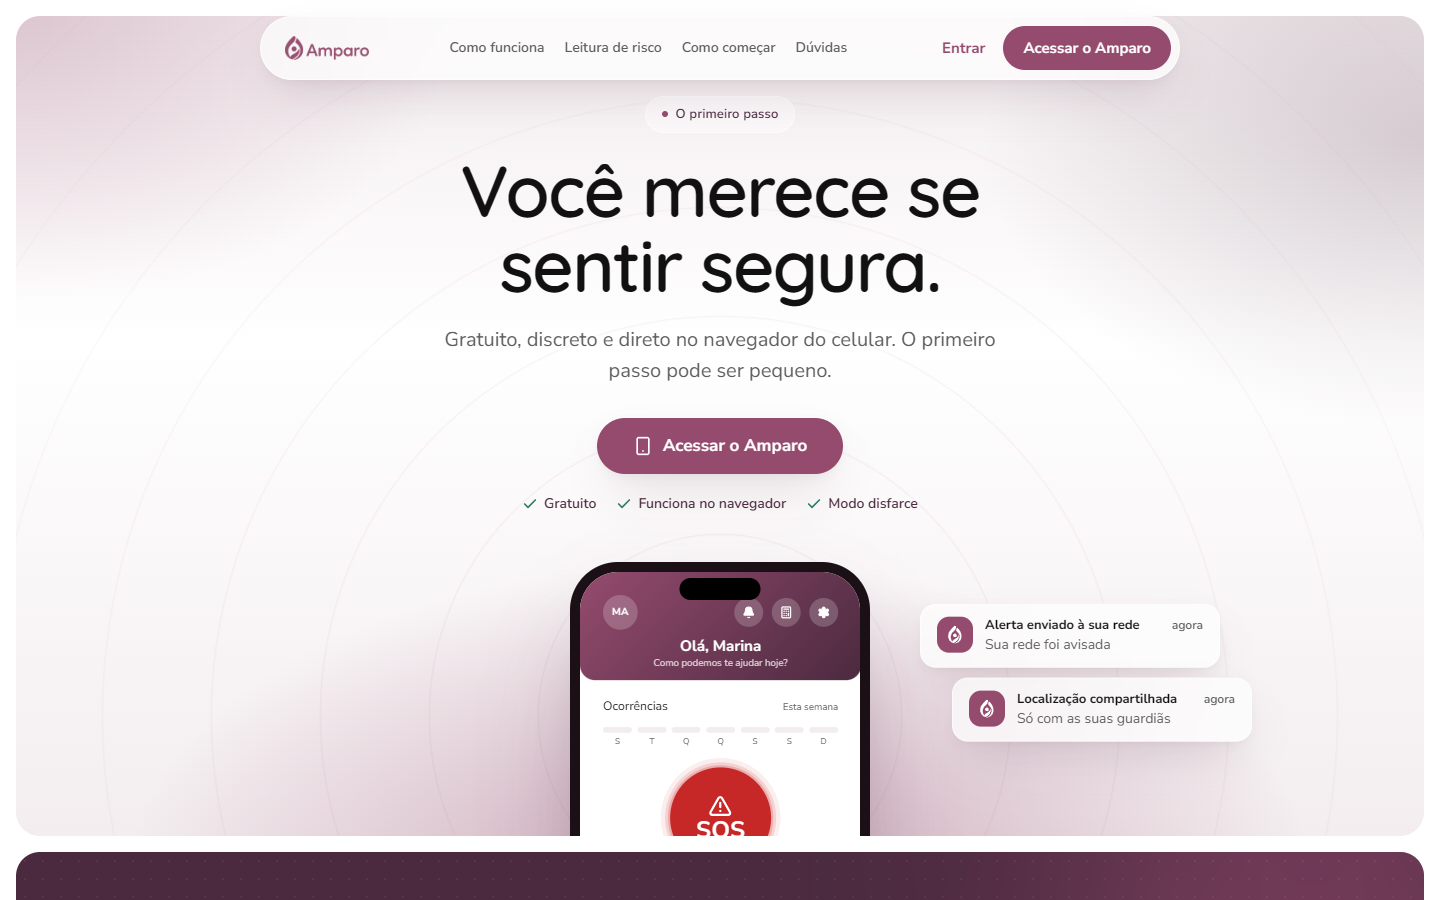 Amparo
Como funciona
Leitura de risco
Como começar
Dúvidas
Entrar
Acessar o Amparo
O primeiro passo
Você merece se
sentir segura.
Gratuito, discreto e direto no navegador do celular. O primeiro
passo pode ser pequeno.
Acessar o Amparo
Gratuito
Funciona no navegador
Modo disfarce
MA
Olá, Marina
Como podemos te ajudar hoje?
Ocorrências
Esta semana
S T Q Q S S D
SOS
Alerta enviado à sua rede
agora
Sua rede foi avisada
Localização compartilhada
agora
Só com as suas guardiãs